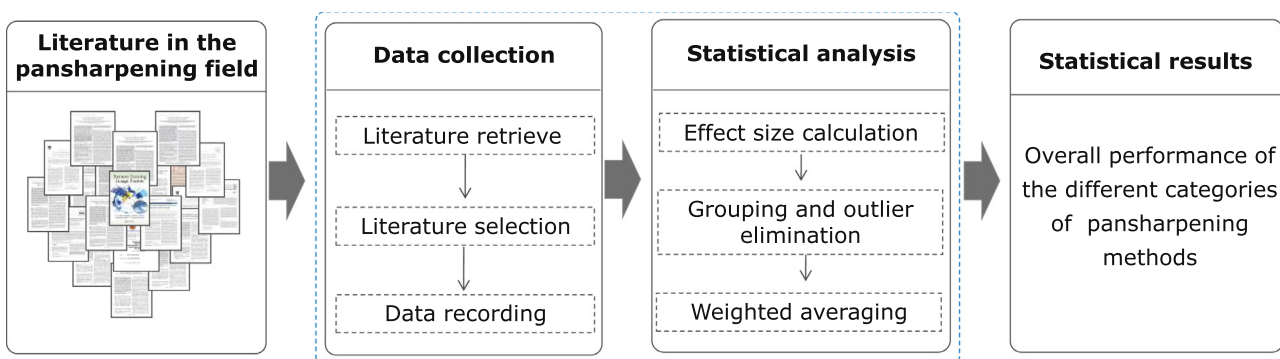 Literature in the
pansharpening field
Data collection
Literature retrieve
Literature selection
Data recording
Statistical analysis
Effect size calculation
Grouping and outlier
elimination
Weighted averaging
Statistical results
Overall performance of
the different categories
of pansharpening
methods